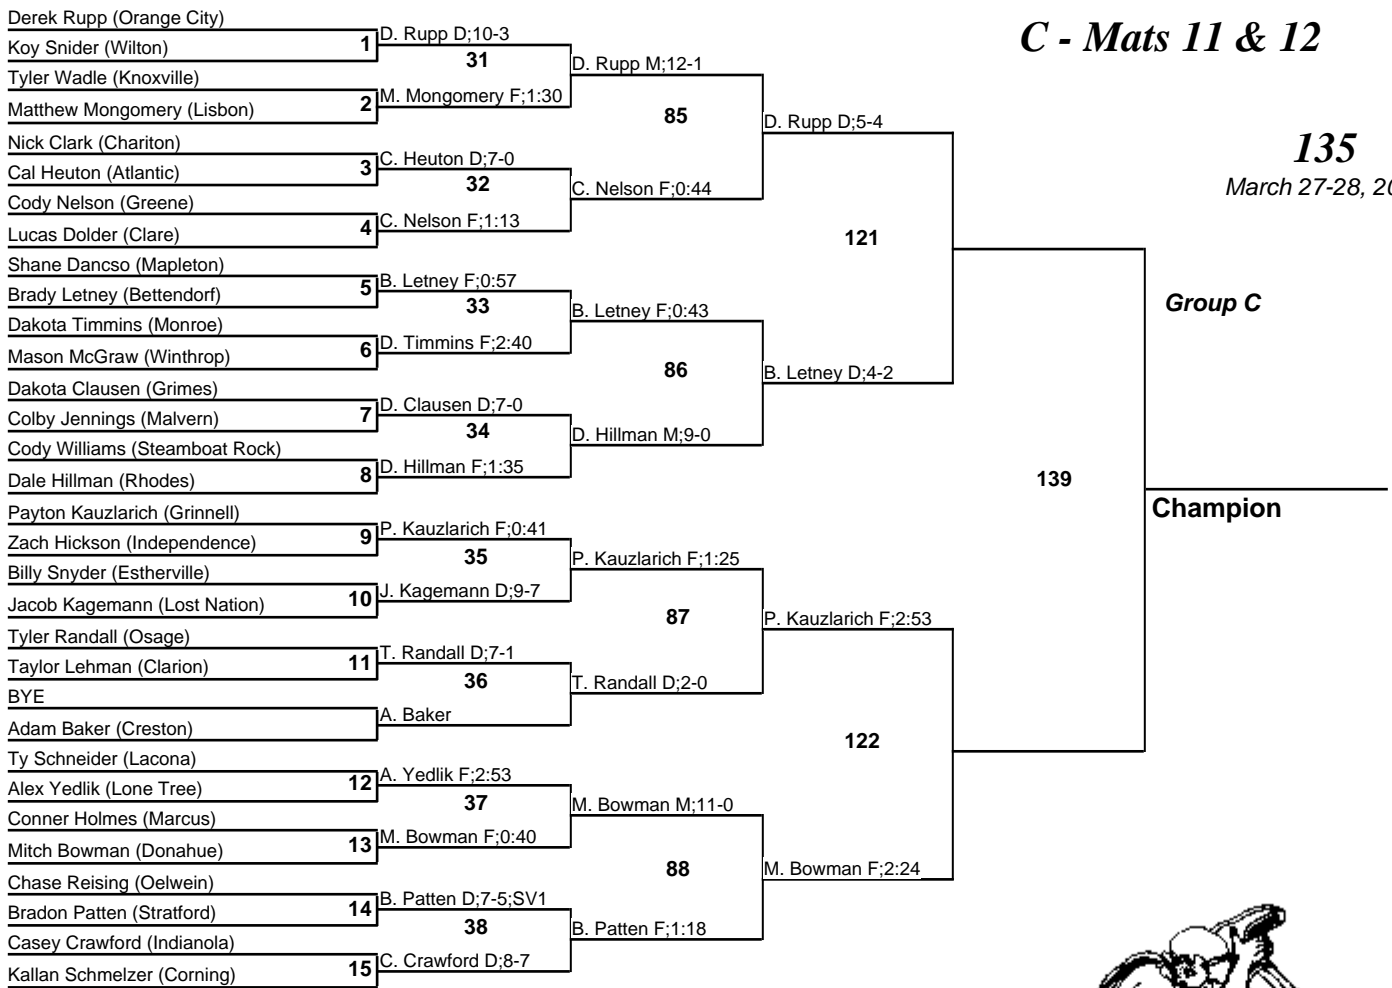 C - Mats 11 & 12
135
March 27-28, 20
Group C
Derek Rupp (Orange City)
Koy Snider (Wilton)
1
D. Rupp D;10-3
31
Tyler Wadle (Knoxville)
Matthew Mongomery (Lisbon)
2
M. Mongomery F;1:30
D. Rupp M;12-1
85
Nick Clark (Chariton)
Cal Heuton (Atlantic)
3
C. Heuton D;7-0
32
Cody Nelson (Greene)
Lucas Dolder (Clare)
4
C. Nelson F;1:13
C. Nelson F;0:44
D. Rupp D;5-4
121
Shane Dancso (Mapleton)
Brady Letney (Bettendorf)
5
B. Letney F;0:57
33
Dakota Timmins (Monroe)
Mason McGraw (Winthrop)
6
D. Timmins F;2:40
B. Letney F;0:43
86
Dakota Clausen (Grimes)
Colby Jennings (Malvern)
7
D. Clausen D;7-0
34
Cody Williams (Steamboat Rock)
Dale Hillman (Rhodes)
8
D. Hillman F;1:35
D. Hillman M;9-0
B. Letney D;4-2
139
Champion
Payton Kauzlarich (Grinnell)
Zach Hickson (Independence)
9
P. Kauzlarich F;0:41
35
Billy Snyder (Estherville)
Jacob Kagemann (Lost Nation)
10
J. Kagemann D;9-7
P. Kauzlarich F;1:25
87
Tyler Randall (Osage)
Taylor Lehman (Clarion)
11
T. Randall D;7-1
36
BYE
Adam Baker (Creston)
A. Baker
T. Randall D;2-0
P. Kauzlarich F;2:53
122
Ty Schneider (Lacona)
Alex Yedlik (Lone Tree)
12
A. Yedlik F;2:53
37
Conner Holmes (Marcus)
Mitch Bowman (Donahue)
13
M. Bowman F;0:40
M. Bowman M;11-0
88
Chase Reising (Oelwein)
Bradon Patten (Stratford)
14
B. Patten D;7-5;SV1
38
Casey Crawford (Indianola)
Kallan Schmelzer (Corning)
15
C. Crawford D;8-7
B. Patten F;1:18
M. Bowman F;2:24